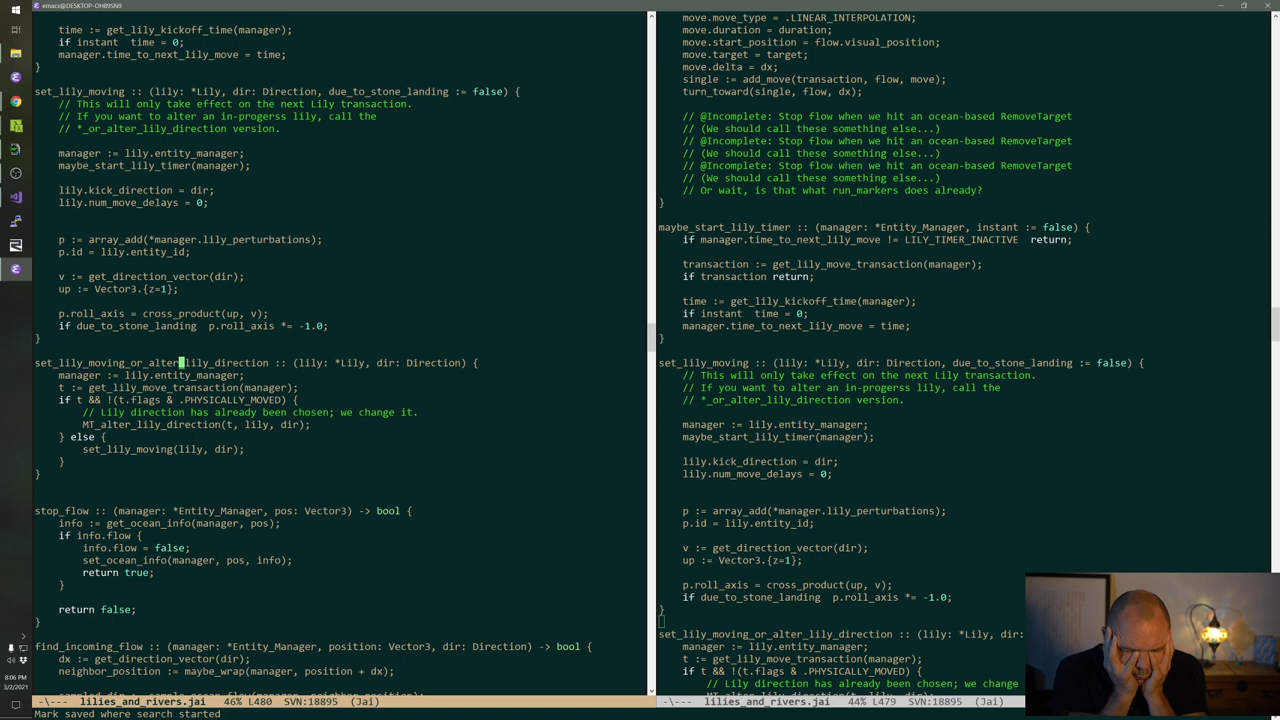 emacs@DESKTOP-OH89SN9
time := get_lily_kickoff_time(manager);
if instant  time = 0;
manager.time_to_next_lily_move = time;
}
set_lily_moving :: (lily: *Lily, dir: Direction, due_to_stone_landing := false) {
// This will only take effect on the next Lily transaction.
// If you want to alter an in-progerss lily, call the
// *_or_alter_lily_direction version.
manager := lily.entity_manager;
maybe_start_lily_timer(manager);
lily.kick_direction = dir;
lily.num_move_delays = 0;
p := array_add(*manager.lily_perturbations);
p.id = lily.entity_id;
v := get_direction_vector(dir);
up := Vector3.{z=1};
p.roll_axis = cross_product(up, v);
if due_to_stone_landing  p.roll_axis *= -1.0;
}
set_lily_moving_or_alter_lily_direction :: (lily: *Lily, dir: Direction) {
manager := lily.entity_manager;
t := get_lily_move_transaction(manager);
if t && !(t.flags & .PHYSICALLY_MOVED) {
// Lily direction has already been chosen; we change it.
MT_alter_lily_direction(t, lily, dir);
} else {
set_lily_moving(lily, dir);
}
}
stop_flow :: (manager: *Entity_Manager, pos: Vector3) -> bool {
info := get_ocean_info(manager, pos);
if info.flow {
info.flow = false;
set_ocean_info(manager, pos, info);
return true;
}
return false;
}
find_incoming_flow :: (manager: *Entity_Manager, position: Vector3, dir: Direction) -> bool {
dx := get_direction_vector(dir);
neighbor_position := maybe_wrap(manager, position + dx);
-\---  lilies_and_rivers.jai   46% L480   SVN:18895  (Jai)
Mark saved where search started
move.move_type = .LINEAR_INTERPOLATION;
move.duration = duration;
move.start_position = flow.visual_position;
move.target = target;
move.delta = dx;
single := add_move(transaction, flow, move);
turn_toward(single, flow, dx);
// @Incomplete: Stop flow when we hit an ocean-based RemoveTarget
// (We should call these something else...)
// @Incomplete: Stop flow when we hit an ocean-based RemoveTarget
// (We should call these something else...)
// @Incomplete: Stop flow when we hit an ocean-based RemoveTarget
// (We should call these something else...)
// Or wait, is that what run_markers does already?
}
maybe_start_lily_timer :: (manager: *Entity_Manager, instant := false) {
if manager.time_to_next_lily_move != LILY_TIMER_INACTIVE  return;
transaction := get_lily_move_transaction(manager);
if transaction return;
time := get_lily_kickoff_time(manager);
if instant  time = 0;
manager.time_to_next_lily_move = time;
}
set_lily_moving :: (lily: *Lily, dir: Direction, due_to_stone_landing := false) {
// This will only take effect on the next Lily transaction.
// If you want to alter an in-progerss lily, call the
// *_or_alter_lily_direction version.
manager := lily.entity_manager;
maybe_start_lily_timer(manager);
lily.kick_direction = dir;
lily.num_move_delays = 0;
p := array_add(*manager.lily_perturbations);
p.id = lily.entity_id;
v := get_direction_vector(dir);
up := Vector3.{z=1};
p.roll_axis = cross_product(up, v);
if due_to_stone_landing  p.roll_axis *= -1.0;
}
set_lily_moving_or_alter_lily_direction :: (lily: *Lily, dir:
manager := lily.entity_manager;
t := get_lily_move_transaction(manager);
if t && !(t.flags & .PHYSICALLY_MOVED) {
// Lily direction has already been chosen; we change
-\---  lilies_and_rivers.jai   44% L479   SVN:18895  (Jai)
8:06 PM
5/2/2021